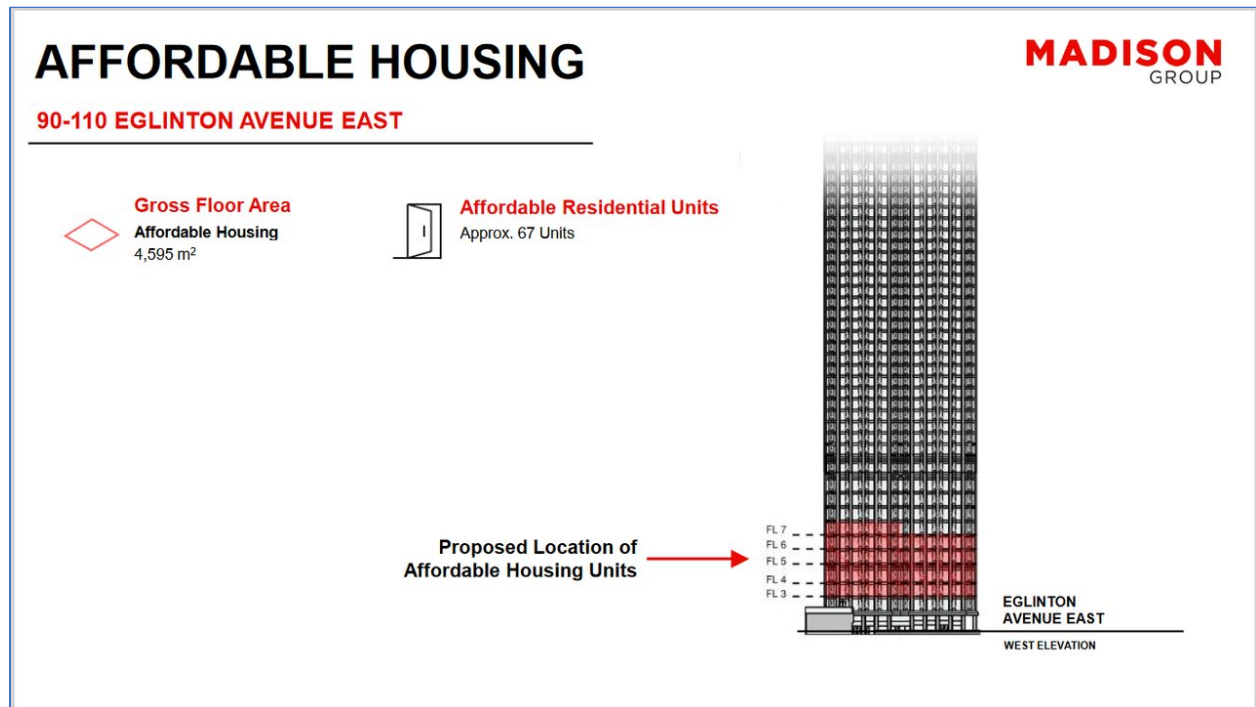 AFFORDABLE HOUSING
MADISON
GROUP
90-110 EGLINTON AVENUE EAST
Gross Floor Area
Affordable Housing
4,595 m²
Affordable Residential Units
Approx. 67 Units
Proposed Location of
Affordable Housing Units
FL 7
FL 6
FL 5
FL 4
FL 3
EGLINTON
AVENUE EAST
WEST ELEVATION